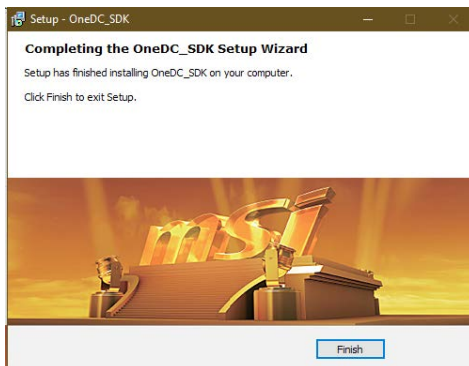 Setup - OneDC_SDK
Completing the OneDC_SDK Setup Wizard
Setup has finished installing OneDC_SDK on your computer.
Click Finish to exit Setup.
msi
Finish